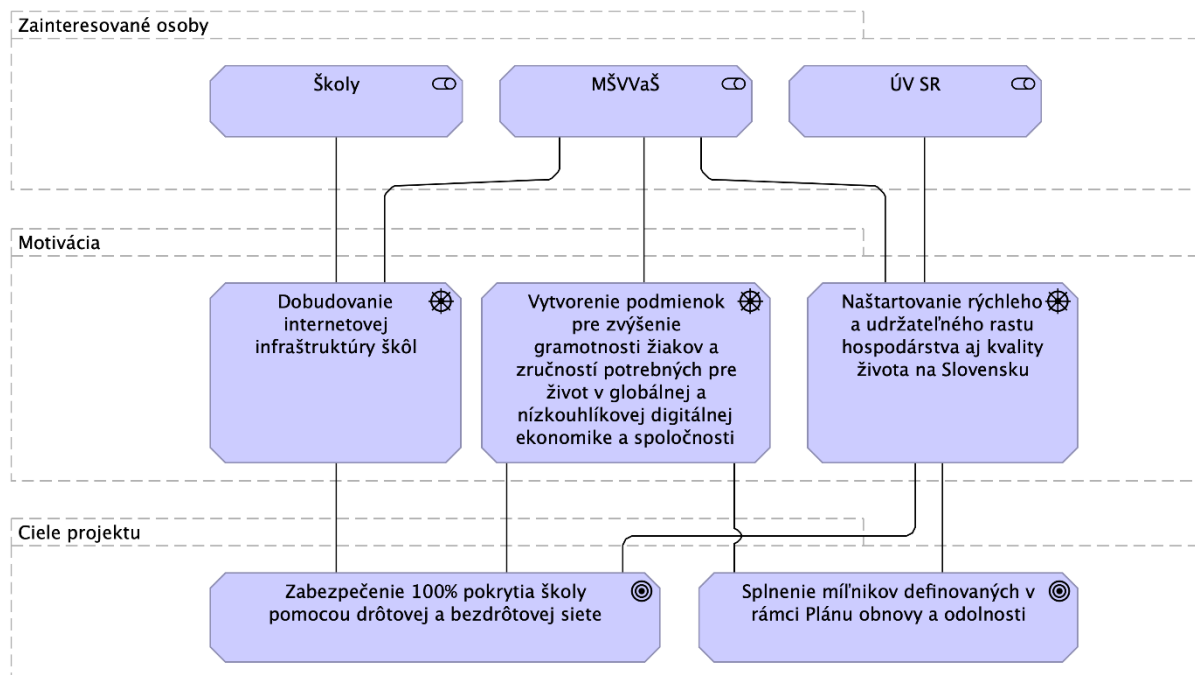 Zainteresované osoby
Školy
MŠVVaŠ
ÚV SR
Motivácia
Dobudovanie
internetovej
infraštruktúry škôl
Vytvorenie podmienok
pre zvýšenie
gramotnosti žiakov a
zručností potrebných pre
život v globálnej a
nízkouhlíkovej digitálnej
ekonomike a spoločnosti
Naštartovanie rýchleho
a udržateľného rastu
hospodárstva aj kvality
života na Slovensku
Ciele projektu
Zabezpečenie 100% pokrytia školy
pomocou drôtovej a bezdrôtovej siete
Splnenie míľnikov definovaných v
rámci Plánu obnovy a odolnosti